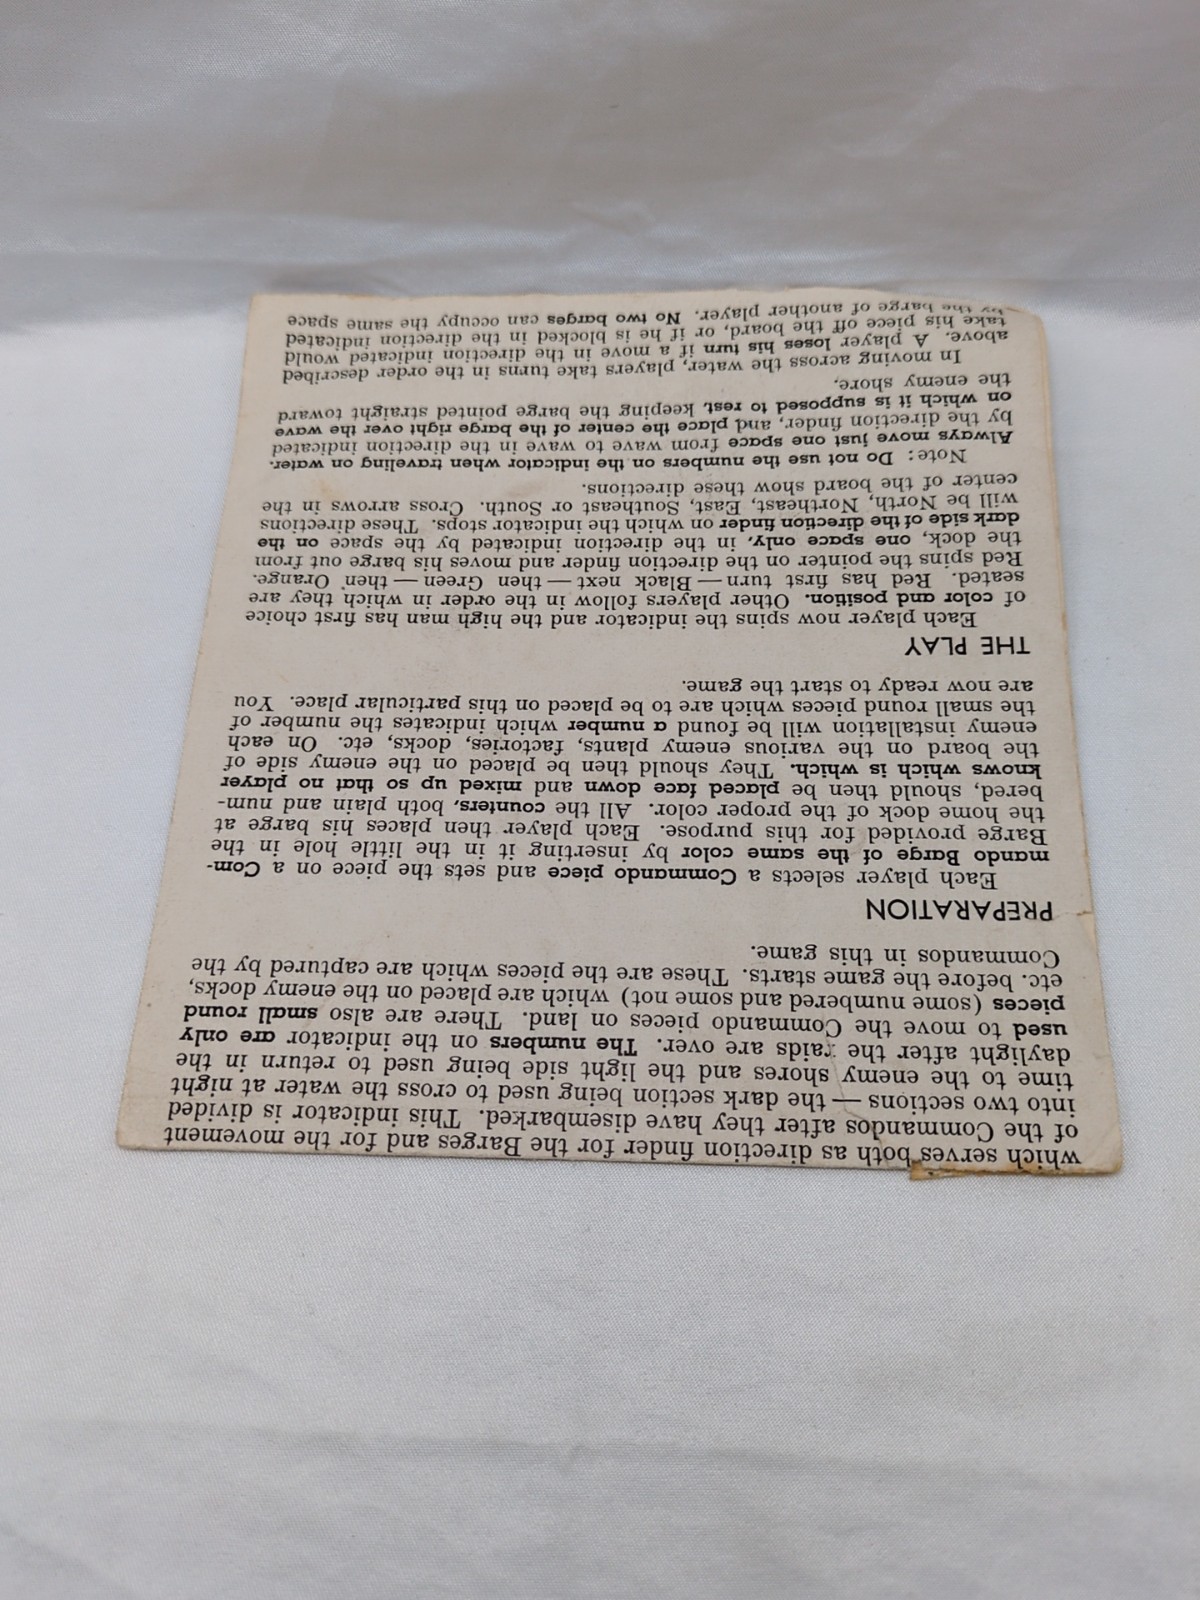 which serves both as direction finder for the Barges and for the movement
of the Commandos after they have disembarked. This indicator is divided
into two sections — the dark section being used to cross the water at night
time to the enemy shores and the light side being used to return in the
daylight after the raids are over. The numbers on the indicator are only
used to move the Commando pieces on land. There are also small round
pieces (some numbered and some not) which are placed on the enemy docks,
etc. before the game starts. These are the pieces which are captured by the
Commandos in this game.
PREPARATION
Each player selects a Commando piece and sets the piece on a Com-
mando Barge of the same color by inserting it in the little hole in the
Barge provided for this purpose. Each player then places his barge at
the home dock of the proper color. All the counters, both plain and num-
bered, should then be placed face down and mixed up so that no player
knows which is which. They should then be placed on the enemy side of
the board on the various enemy plants, factories, docks, etc. On each
enemy installation will be found a number which indicates the number of
the small round pieces which are to be placed on this particular place. You
are now ready to start the game.
THE PLAY
Each player now spins the indicator and the high man has first choice
of color and position. Other players follow in the order in which they are
seated. Red has first turn — Black next — then Green — then Orange.
Red spins the pointer on the direction finder and moves his barge out from
the dock, one space only, in the direction indicated by the space on the
dark side of the direction finder on which the indicator stops. These directions
will be North, Northeast, East, Southeast or South. Cross arrows in the
center of the board show these directions.
Note: Do not use the numbers on the indicator when traveling on water.
Always move just one space from wave to wave in the direction indicated
by the direction finder, and place the center of the barge right over the wave
on which it is supposed to rest, keeping the barge pointed straight toward
the enemy shore.
In moving across the water, players take turns in the order described
above. A player loses his turn if a move in the direction indicated would
take his piece off the board, or if he is blocked in the direction indicated
by the barge of another player. No two barges can occupy the same space